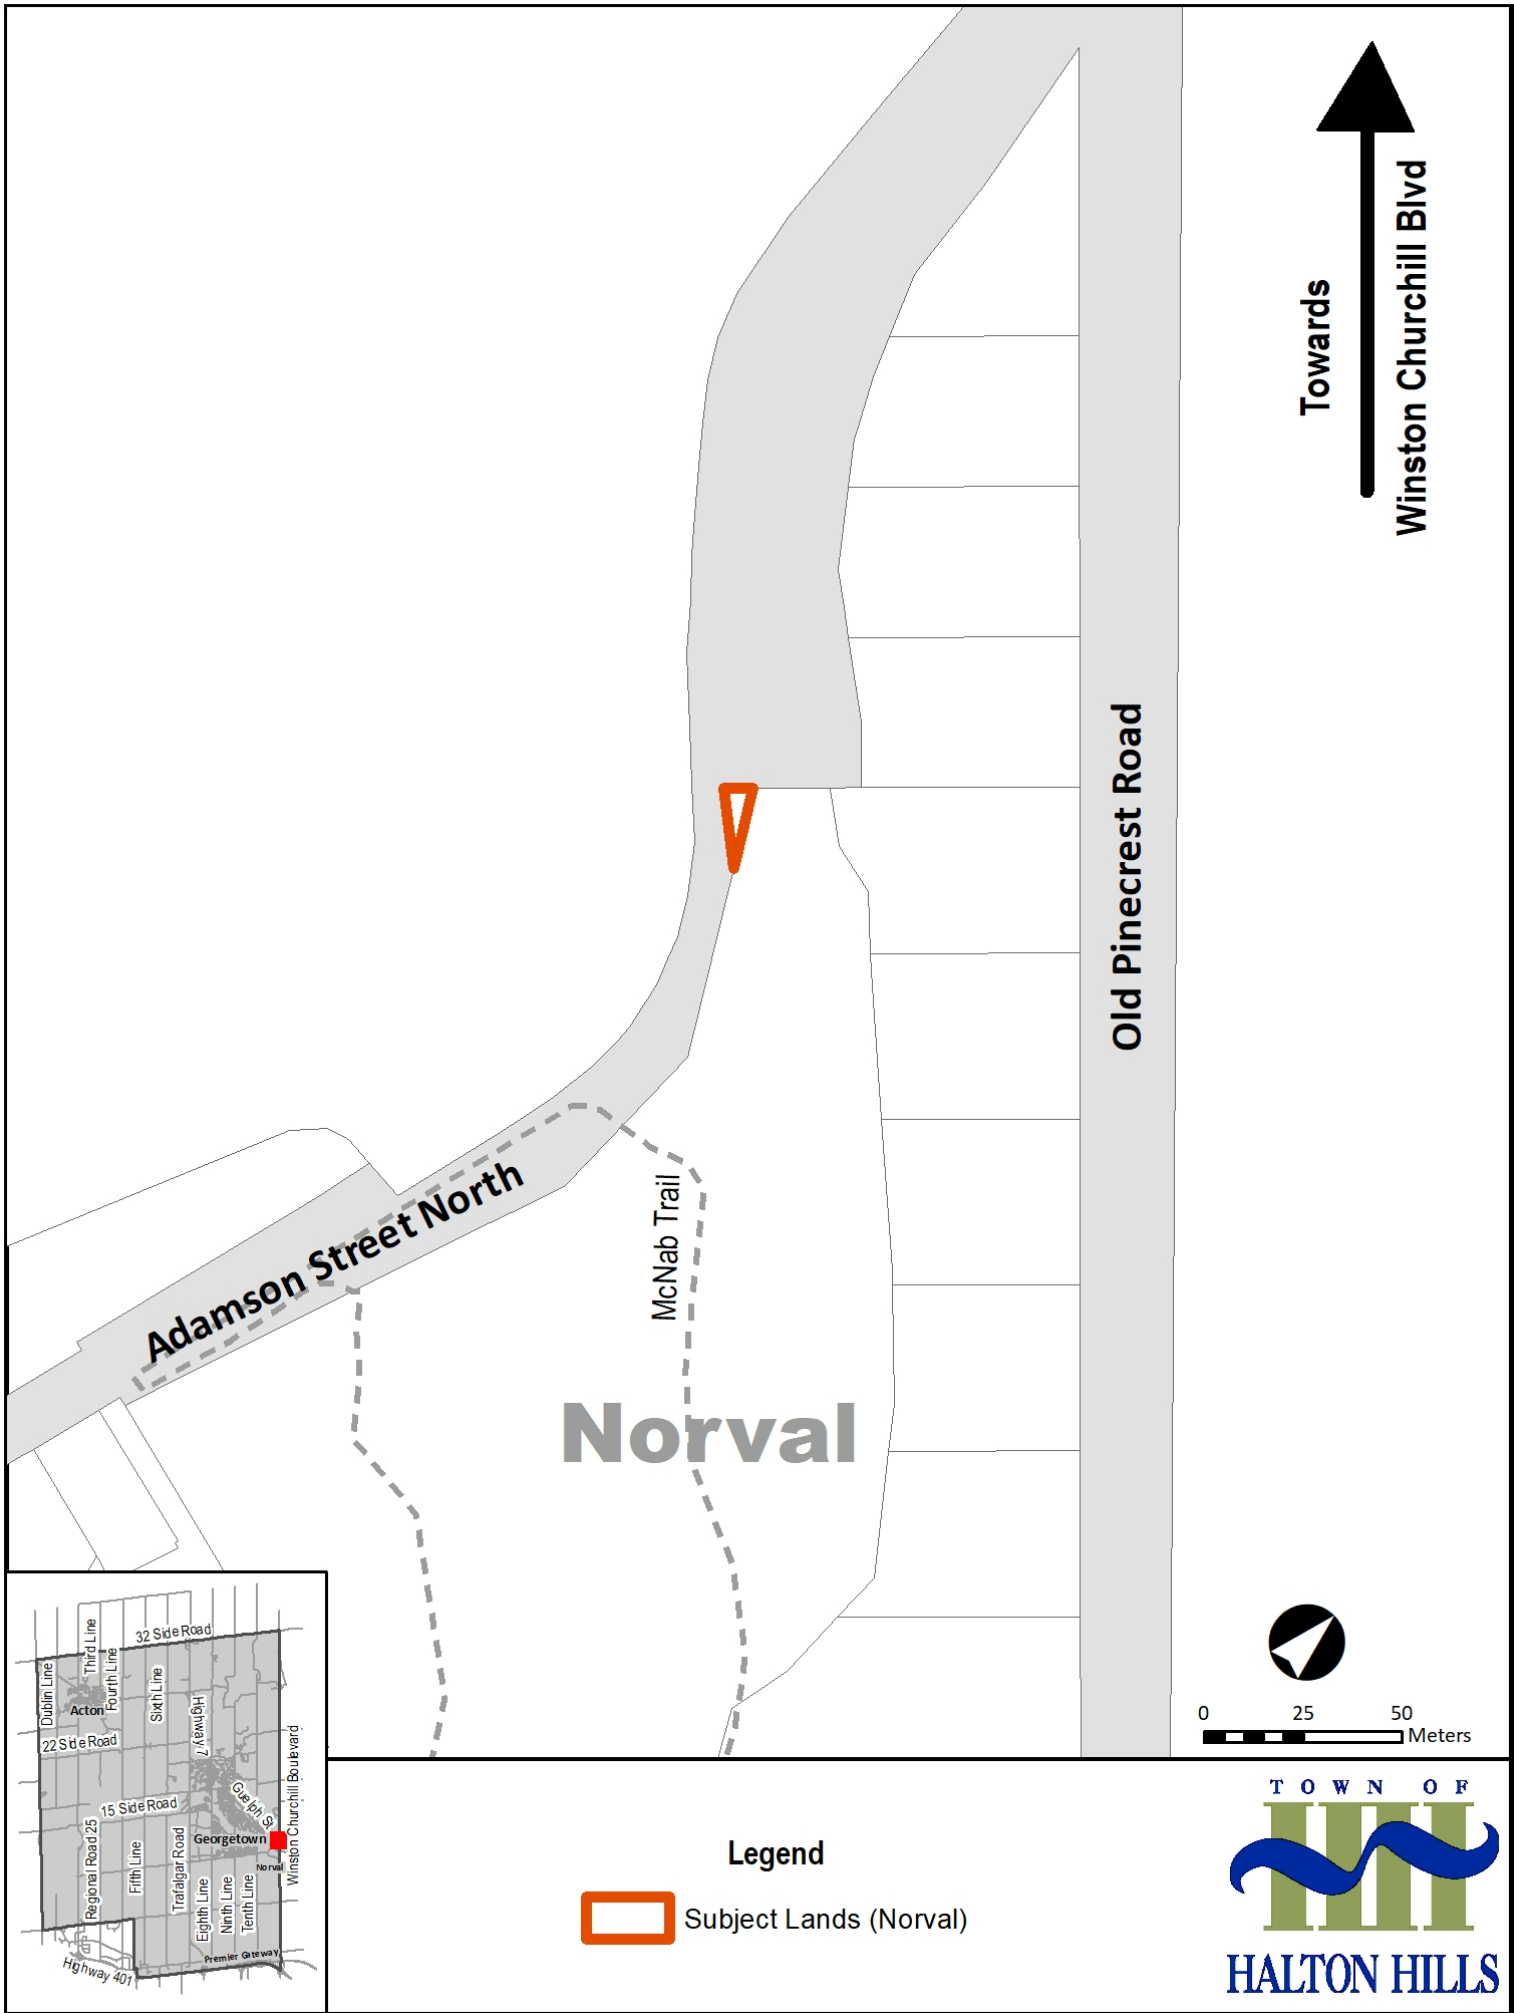 Towards
Winston Churchill Blvd
Old Pinecrest Road
Adamson Street North
McNab Trail
Norval
0 25 50
Meters
32 Side Road
Third Line
Fourth Line
Dublin Line
Sixth Line
Acton
Highway 7
22 Side Road
Guelph St
15 Side Road
Winston Churchill Boulevard
Georgetown
Norval
Regional Road 25
Fifth Line
Trafalgar Road
Eighth Line
Ninth Line
Tenth Line
Premier Gateway
Highway 401
Legend
Subject Lands (Norval)
TOWN OF
HALTON HILLS